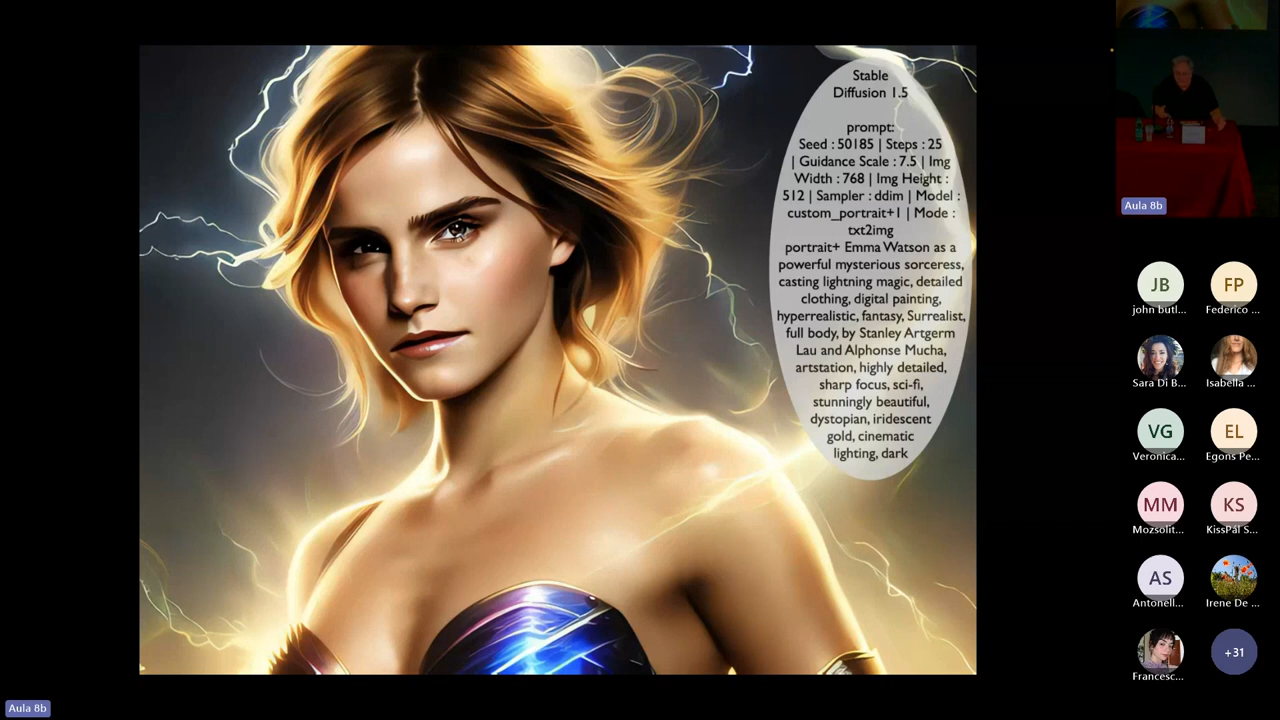 Stable
Diffusion 1.5
prompt:
Seed : 50185 | Steps : 25
| Guidance Scale : 7.5 | Img
Width : 768 | Img Height :
512 | Sampler : ddim | Model :
custom_portrait+1 | Mode :
txt2img
portrait+ Emma Watson as a
powerful mysterious sorceress,
casting lightning magic, detailed
clothing, digital painting,
hyperrealistic, fantasy, Surrealist,
full body, by Stanley Artgerm
Lau and Alphonse Mucha,
artstation, highly detailed,
sharp focus, sci-fi,
stunningly beautiful,
dystopian, iridescent
gold, cinematic
lighting, dark
Aula 8b
JB
john butl...
FP
Federico ...
Sara Di B...
Isabella ...
VG
Veronica...
EL
Egons Pe...
MM
Mozsolit...
KS
KissPál S...
AS
Antonell...
Irene De ...
Francesc...
+31
Aula 8b